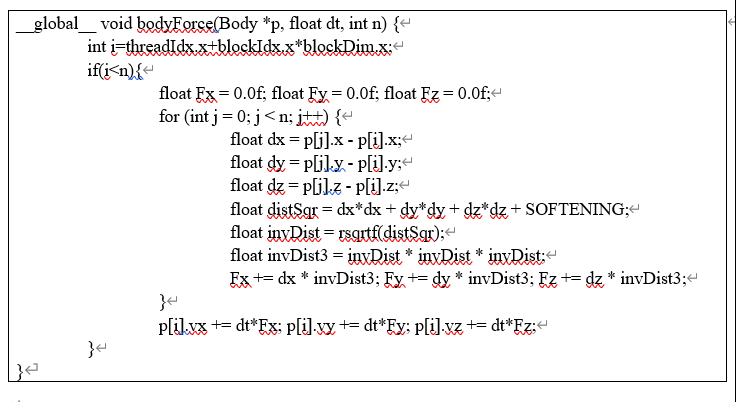 __global__ void bodyForce(Body *p, float dt, int n) {
int i=threadIdx.x+blockIdx.x*blockDim.x;
if(i<n){
float Fx = 0.0f; float Fy = 0.0f; float Fz = 0.0f;
for (int j = 0; j < n; j++) {
float dx = p[j].x - p[i].x;
float dy = p[j].y - p[i].y;
float dz = p[j].z - p[i].z;
float distSqr = dx*dx + dy*dy + dz*dz + SOFTENING;
float invDist = rsqrtf(distSqr);
float invDist3 = invDist * invDist * invDist;
Fx += dx * invDist3; Fy += dy * invDist3; Fz += dz * invDist3;
}
p[i].vx += dt*Fx; p[i].vy += dt*Fy; p[i].vz += dt*Fz;
}
}